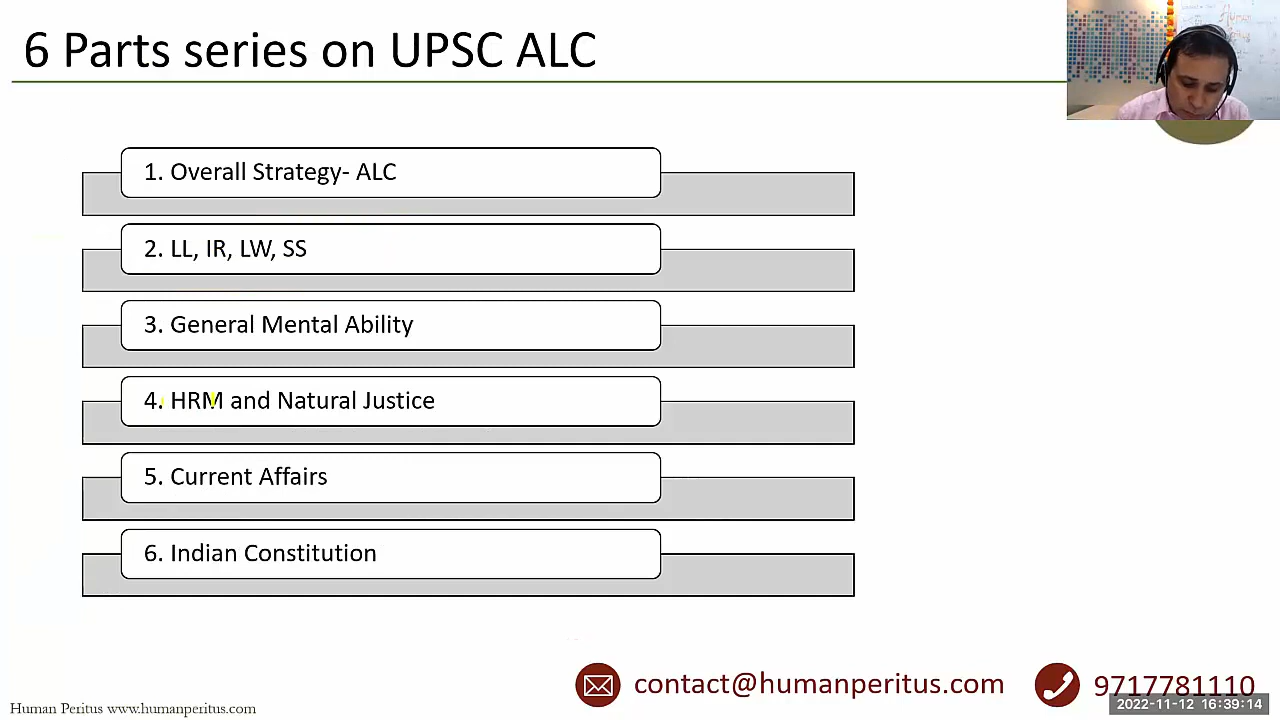 6 Parts series on UPSC ALC
1. Overall Strategy- ALC
2. LL, IR, LW, SS
3. General Mental Ability
4. HRM and Natural Justice
5. Current Affairs
6. Indian Constitution
contact@humanperitus.com
9717781110
Human Peritus www.humanperitus.com
2022-11-12 16:39:14